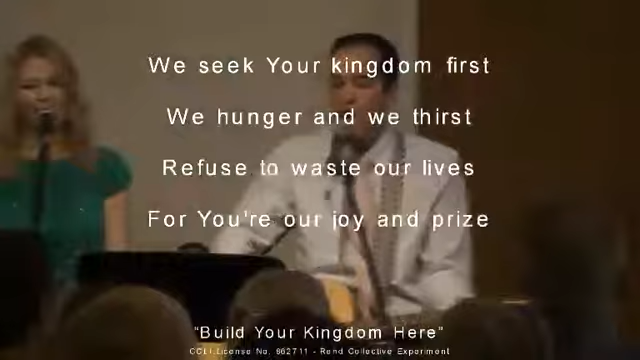 We seek Your kingdom first
We hunger and we thirst
Refuse to waste our lives
For You're our joy and prize
"Build Your Kingdom Here"
CCLI License No. 662711 - Rend Collective Experiment